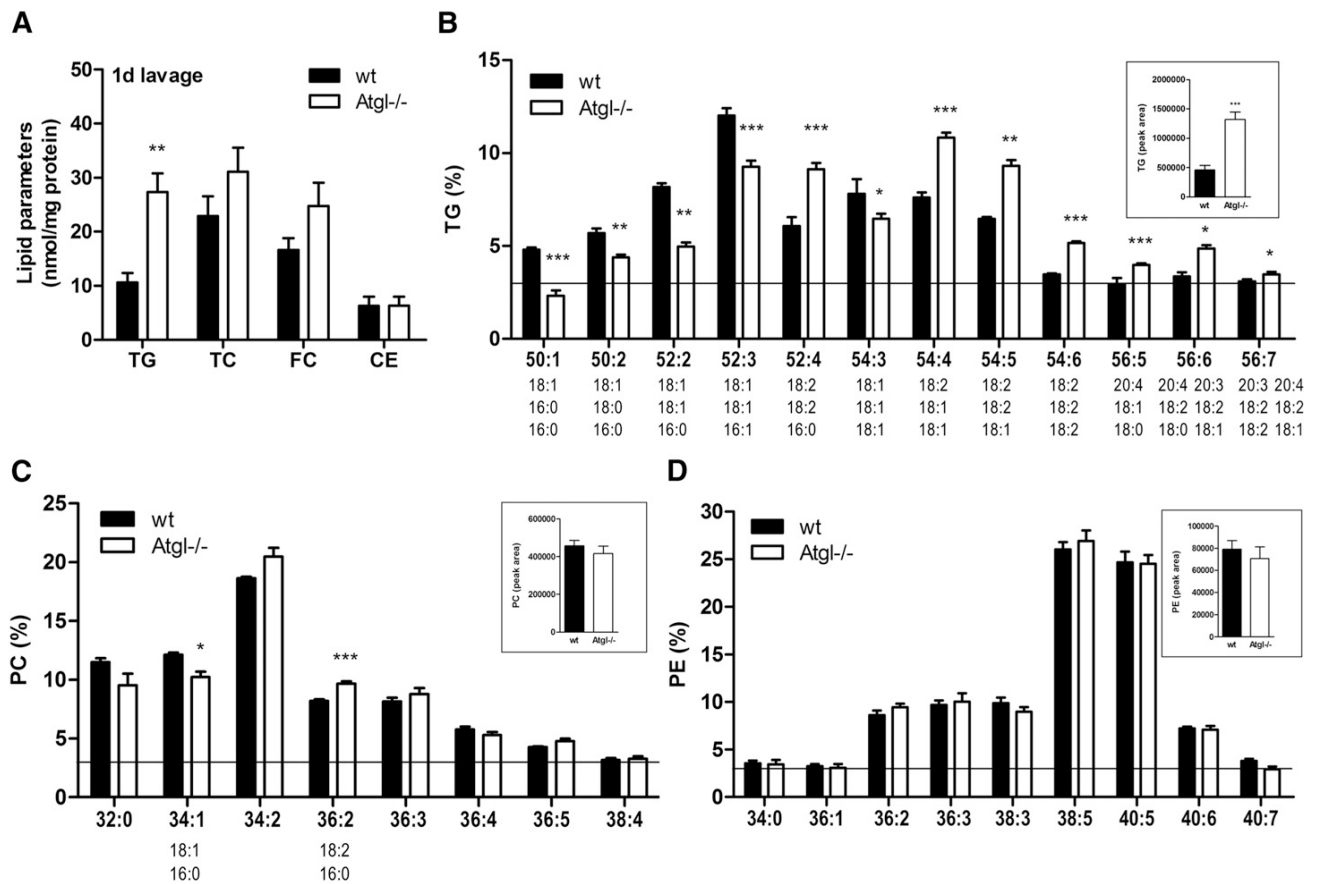 A
1d lavage
wt
Atgl-/-
Lipid parameters
(nmol/mg protein)
50
40
30
20
10
0
**
TG TC FC CE
B
wt
Atgl-/-
TG (%)
15
10
5
0
*** ** ** *** *** * *** ** *** *** * *
50:1 50:2 52:2 52:3 52:4 54:3 54:4 54:5 54:6 56:5 56:6 56:7
18:1 18:1 18:1 18:1 18:2 18:1 18:2 18:2 18:2 20:4 20:4 20:3 20:3 20:4
16:0 18:0 18:1 18:1 18:2 18:1 18:1 18:2 18:2 18:1 18:2 18:2 18:2 18:2
16:0 16:0 16:0 16:1 16:0 18:1 18:1 18:1 18:2 18:0 18:0 18:1 18:2 18:1
TG (peak area)
2000000
1500000
1000000
500000
0
***
wt Atgl-/-
C
wt
Atgl-/-
PC (%)
25
20
15
10
5
0
* ***
32:0 34:1 34:2 36:2 36:3 36:4 36:5 38:4
18:1 18:2
16:0 16:0
PC (peak area)
600000
400000
200000
0
wt Atgl-/-
D
wt
Atgl-/-
PE (%)
30
25
20
15
10
5
0
34:0 36:1 36:2 36:3 38:3 38:5 40:5 40:6 40:7
PE (peak area)
100000
80000
60000
40000
20000
0
wt Atgl-/-